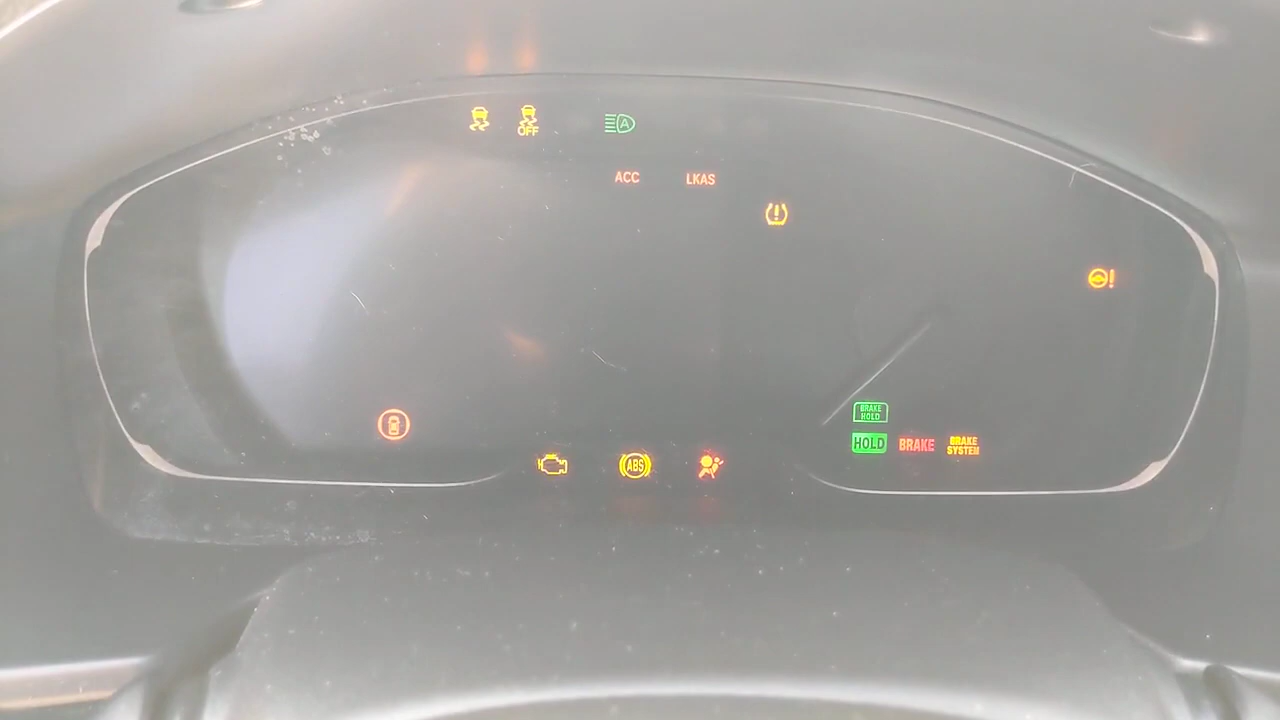 OFF
A
ACC LKAS
!
!
BRAKE
HOLD
HOLD BRAKE BRAKE
SYSTEM
ABS